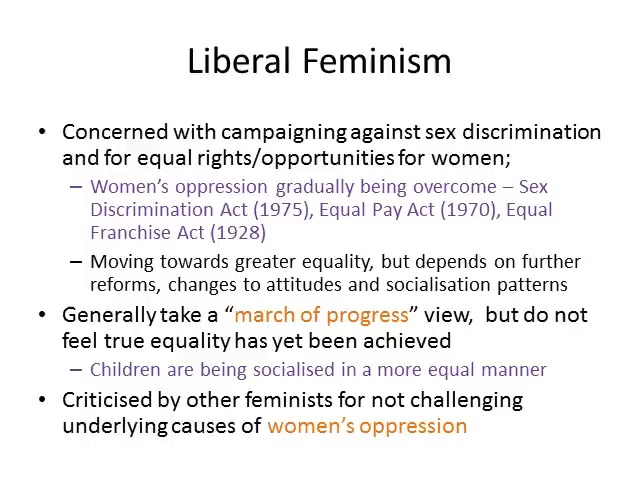 Liberal Feminism
• Concerned with campaigning against sex discrimination
and for equal rights/opportunities for women;
– Women's oppression gradually being overcome – Sex
Discrimination Act (1975), Equal Pay Act (1970), Equal
Franchise Act (1928)
– Moving towards greater equality, but depends on further
reforms, changes to attitudes and socialisation patterns
• Generally take a “march of progress” view, but do not
feel true equality has yet been achieved
– Children are being socialised in a more equal manner
• Criticised by other feminists for not challenging
underlying causes of women's oppression